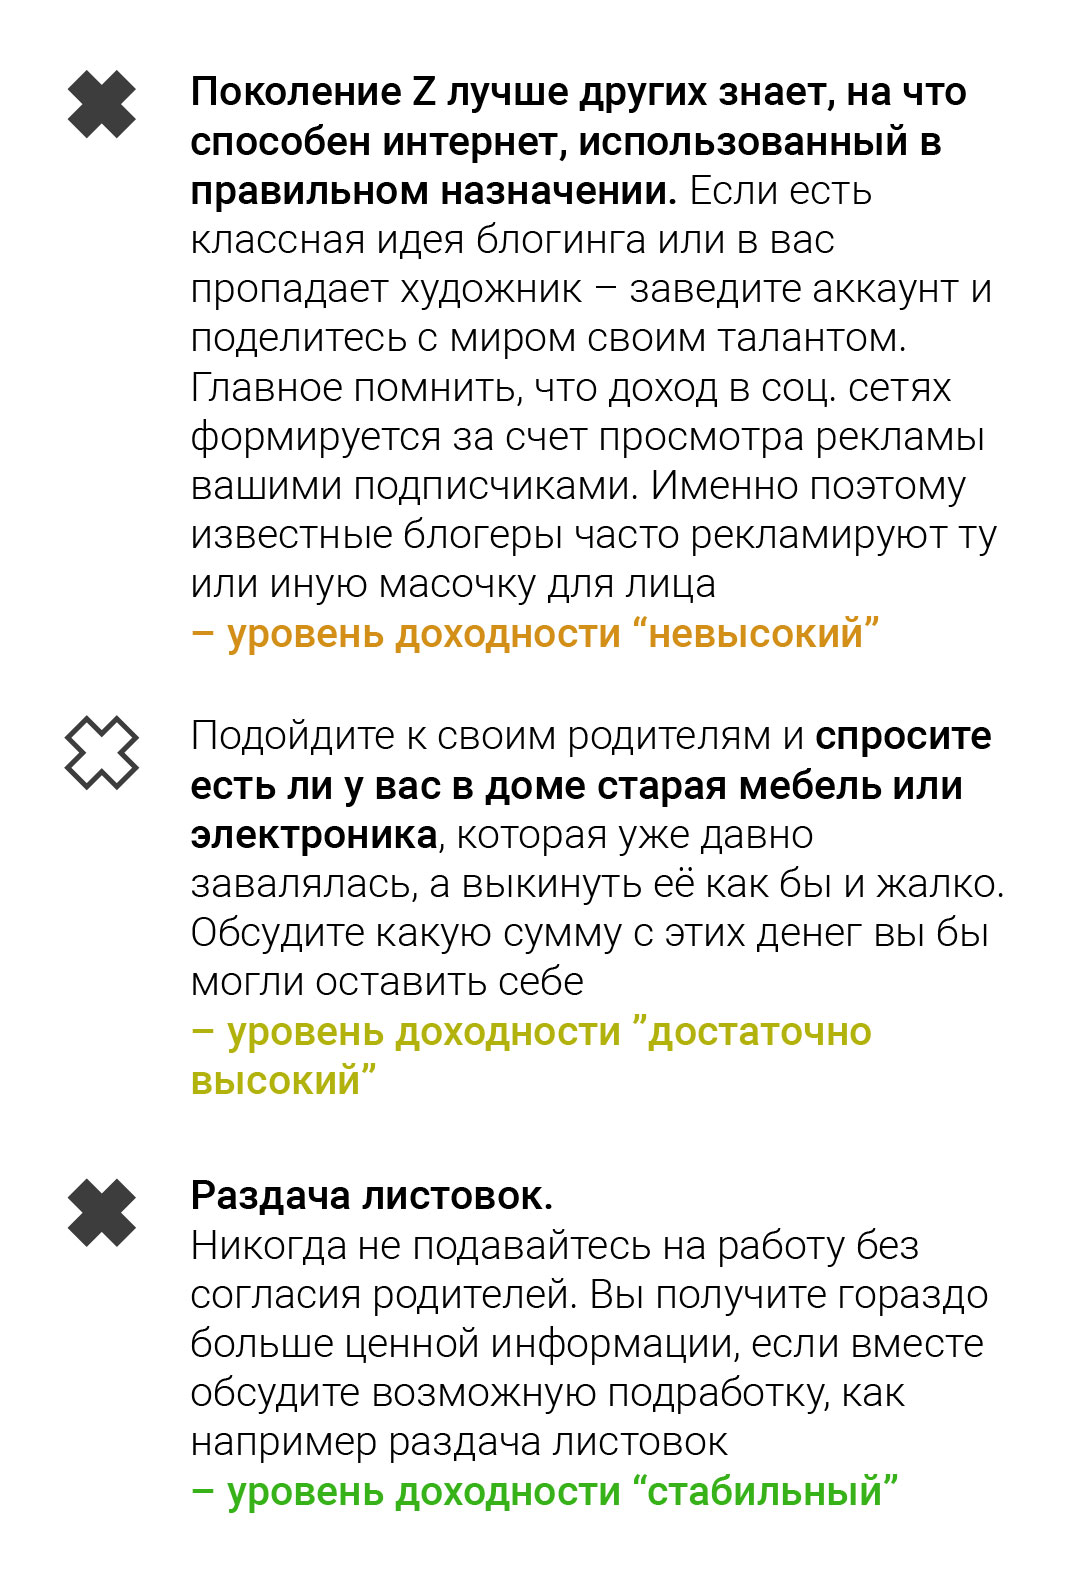 Поколение Z лучше других знает, на что
способен интернет, использованный в
правильном назначении. Если есть
классная идея блогинга или в вас
пропадает художник – заведите аккаунт и
поделитесь с миром своим талантом.
Главное помнить, что доход в соц. сетях
формируется за счет просмотра рекламы
вашими подписчиками. Именно поэтому
известные блогеры часто рекламируют ту
или иную масочку для лица
– уровень доходности “невысокий”
Подойдите к своим родителям и спросите
есть ли у вас в доме старая мебель или
электроника, которая уже давно
завалялась, а выкинуть её как бы и жалко.
Обсудите какую сумму с этих денег вы бы
могли оставить себе
– уровень доходности ”достаточно
высокий”
Раздача листовок.
Никогда не подавайтесь на работу без
согласия родителей. Вы получите гораздо
больше ценной информации, если вместе
обсудите возможную подработку, как
например раздача листовок
– уровень доходности “стабильный”